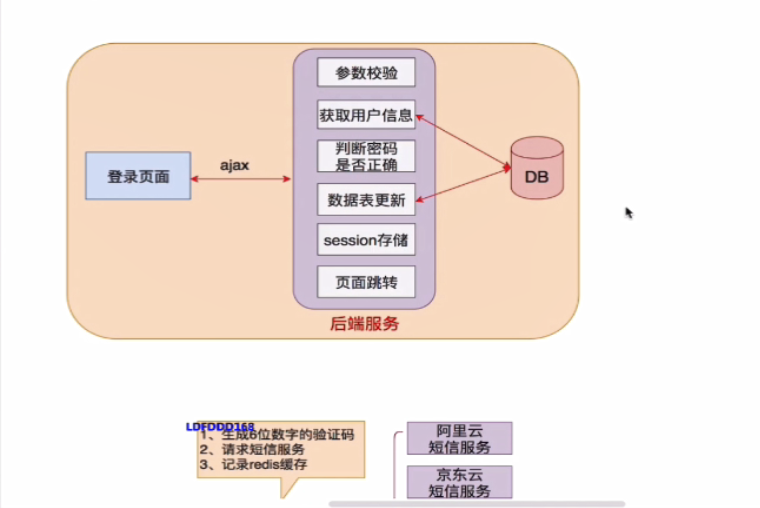 参数校验
获取用户信息
判断密码
是否正确
数据表更新
session存储
页面跳转
登录页面
ajax
DB
后端服务
LDFDDD168
1、生成6位数字的验证码
2、请求短信服务
3、记录redis缓存
阿里云
短信服务
京东云
短信服务